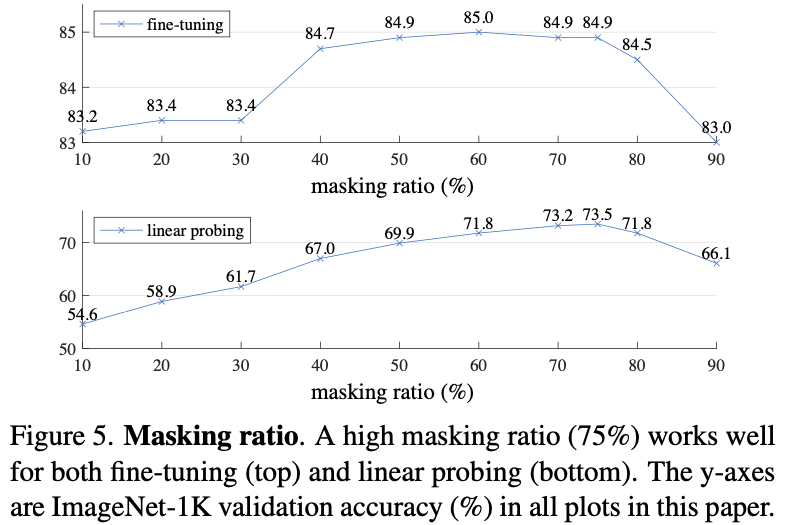 fine-tuning
85
84
83
83.2
83.4
83.4
84.7
84.9
85.0
84.9
84.9
84.5
83.0
10 20 30 40 50 60 70 80 90
masking ratio (%)
linear probing
70
60
50
54.6
58.9
61.7
67.0
69.9
71.8
73.2
73.5
71.8
66.1
10 20 30 40 50 60 70 80 90
masking ratio (%)
Figure 5. Masking ratio. A high masking ratio (75%) works well
for both fine-tuning (top) and linear probing (bottom). The y-axes
are ImageNet-1K validation accuracy (%) in all plots in this paper.